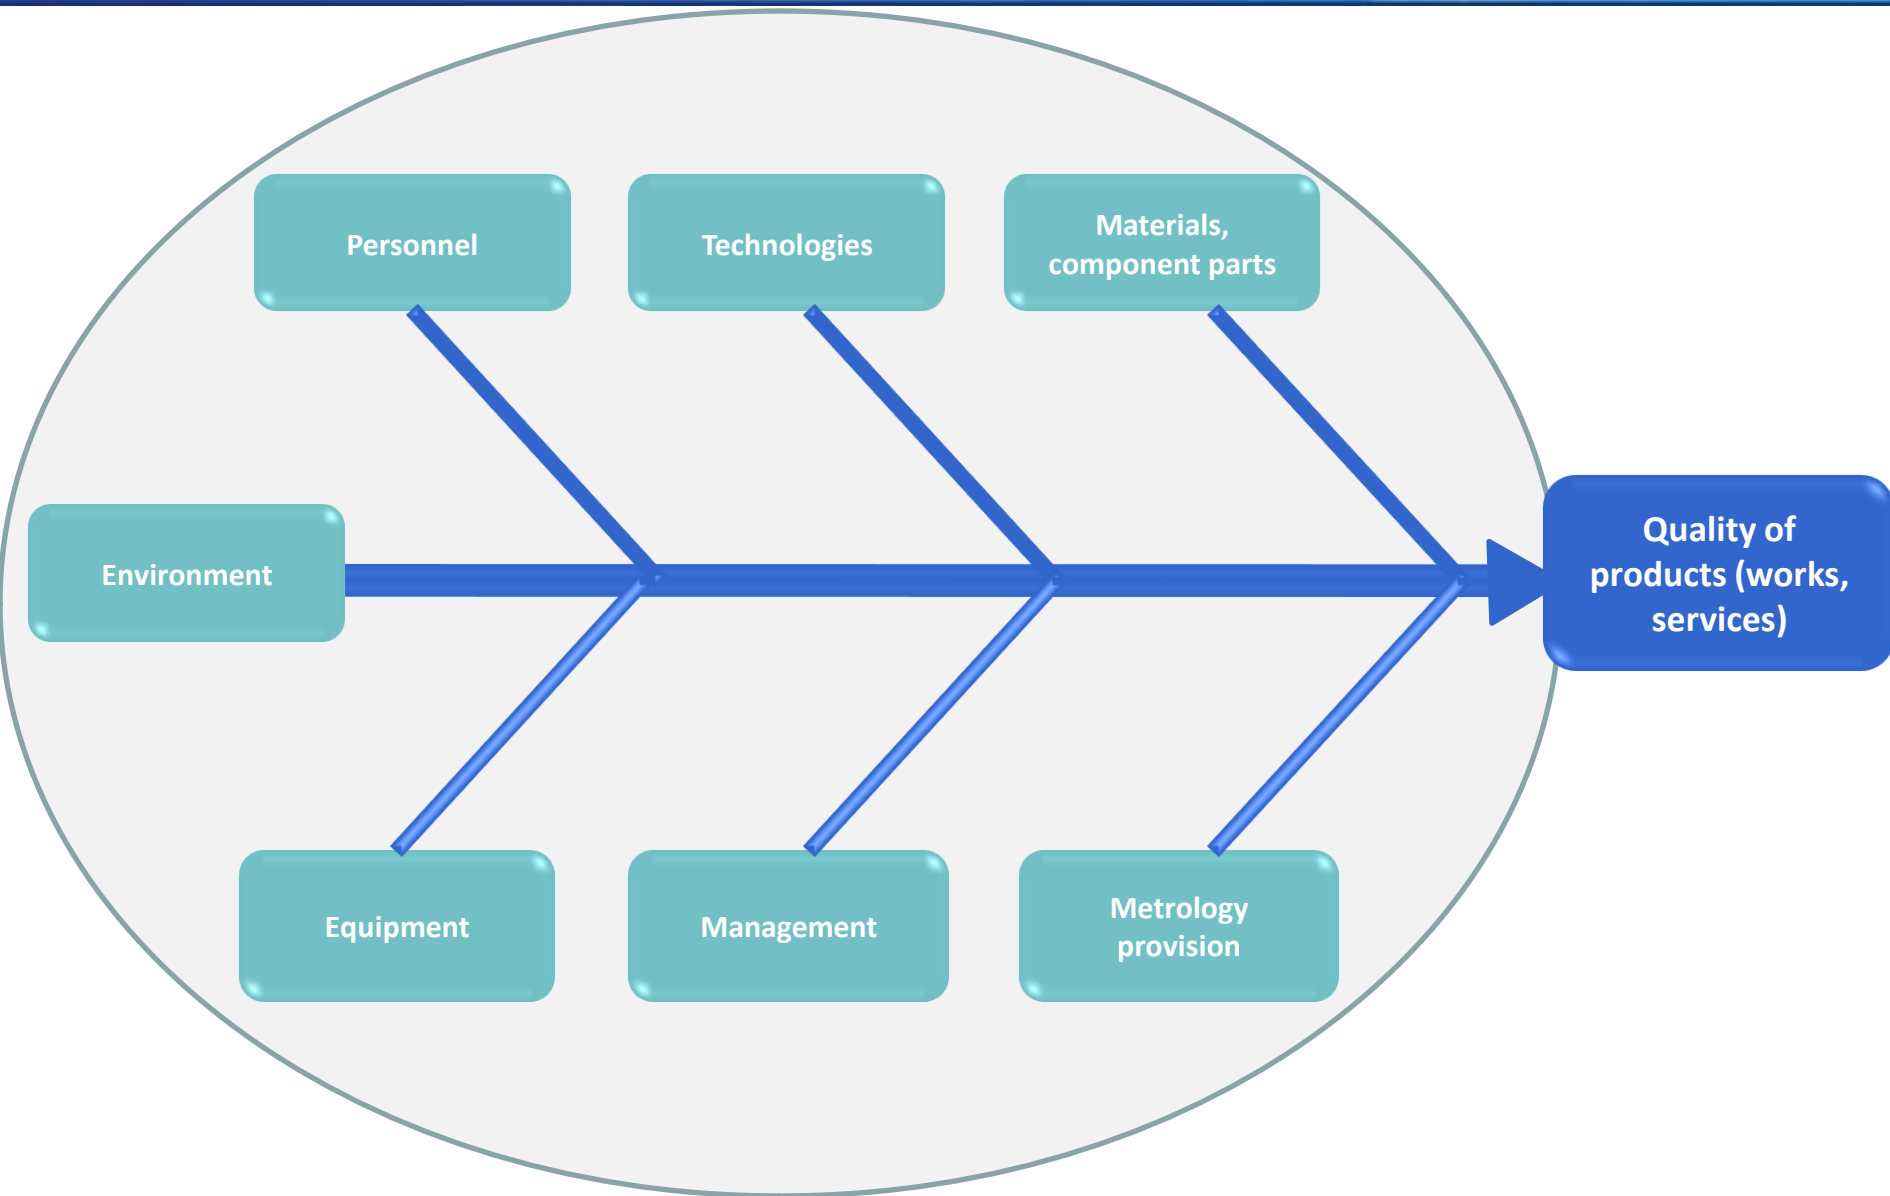 Personnel
Technologies
Materials,
component parts
Environment
Quality of
products (works,
services)
Equipment
Management
Metrology
provision